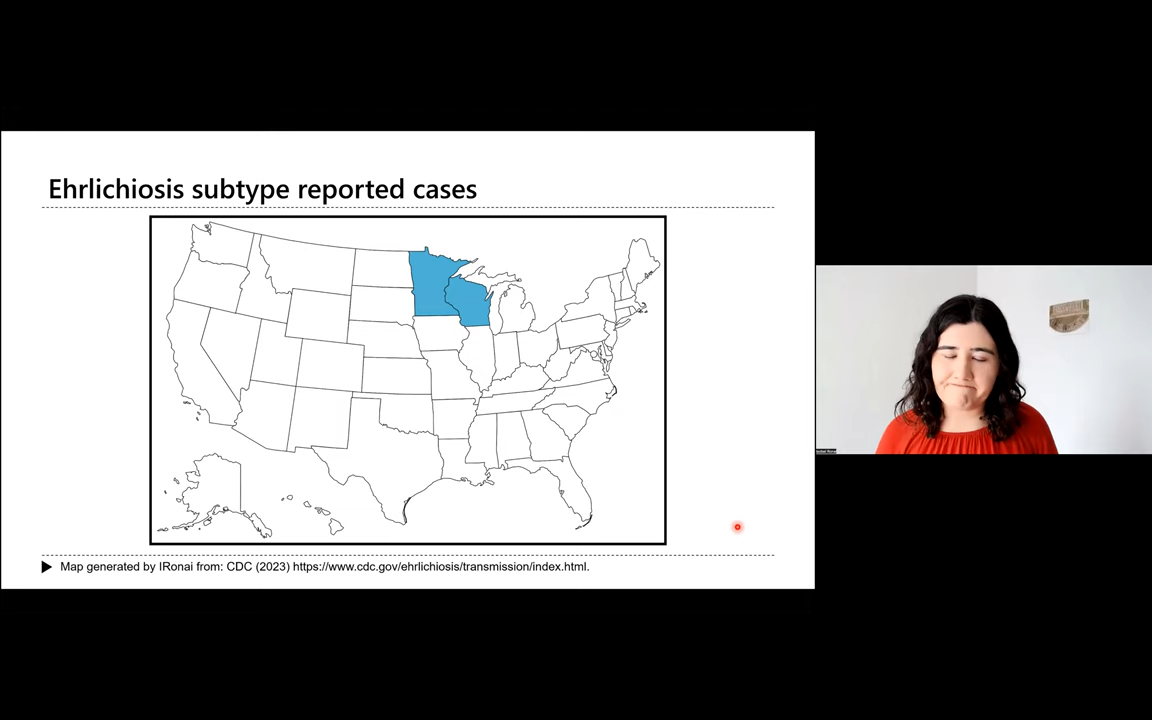 Ehrlichiosis subtype reported cases
Map generated by IRonai from: CDC (2023) https://www.cdc.gov/ehrlichiosis/transmission/index.html.